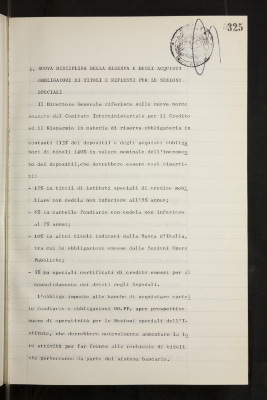 325
1. NUOVA DISCIPLINA DELLA RISERVA E DEGLI ACQUISTI
OBBLIGATORI DI TITOLI E RIFLESSI PER LE SEZIONI
SPECIALI
Il Direttore Generale riferisce sulle nuove norme
emanate dal Comitato Interministeriale per il Credito
ed il Risparmio in materia di riserva obbligatoria in
contanti (15% dei depositi) e degli acquisti obbliga
tori di titoli (40% in valore nominale dell'incremen
to dei depositi), che dovrebbero essere così riparti-
ti:
- 17% in titoli di istituti speciali di credito mobi
liare con cedola non inferiore all'8% annuo;
- 8% in cartelle fondiarie con cedola non inferiore
al 7% annuo;
- 10% in altri titoli indicati dalla Banca d'Italia,
tra cui le obbligazioni emesse dalle Sezioni Opere
Pubbliche;
- 5% in speciali certificati di credito emessi per il
consolidamento dei debiti degli Ospedali.
L'obbligo imposto alle banche di acquistare cartel
le fondiarie e obbligazioni OO.PP. apre prospettive
nuove di operatività per le Sezioni speciali dell'I-
stituto, che dovrebbero notevolmente aumentare la lo
ro attività per far fronte alle richieste di titoli
che perverranno da parte del sistema bancario.